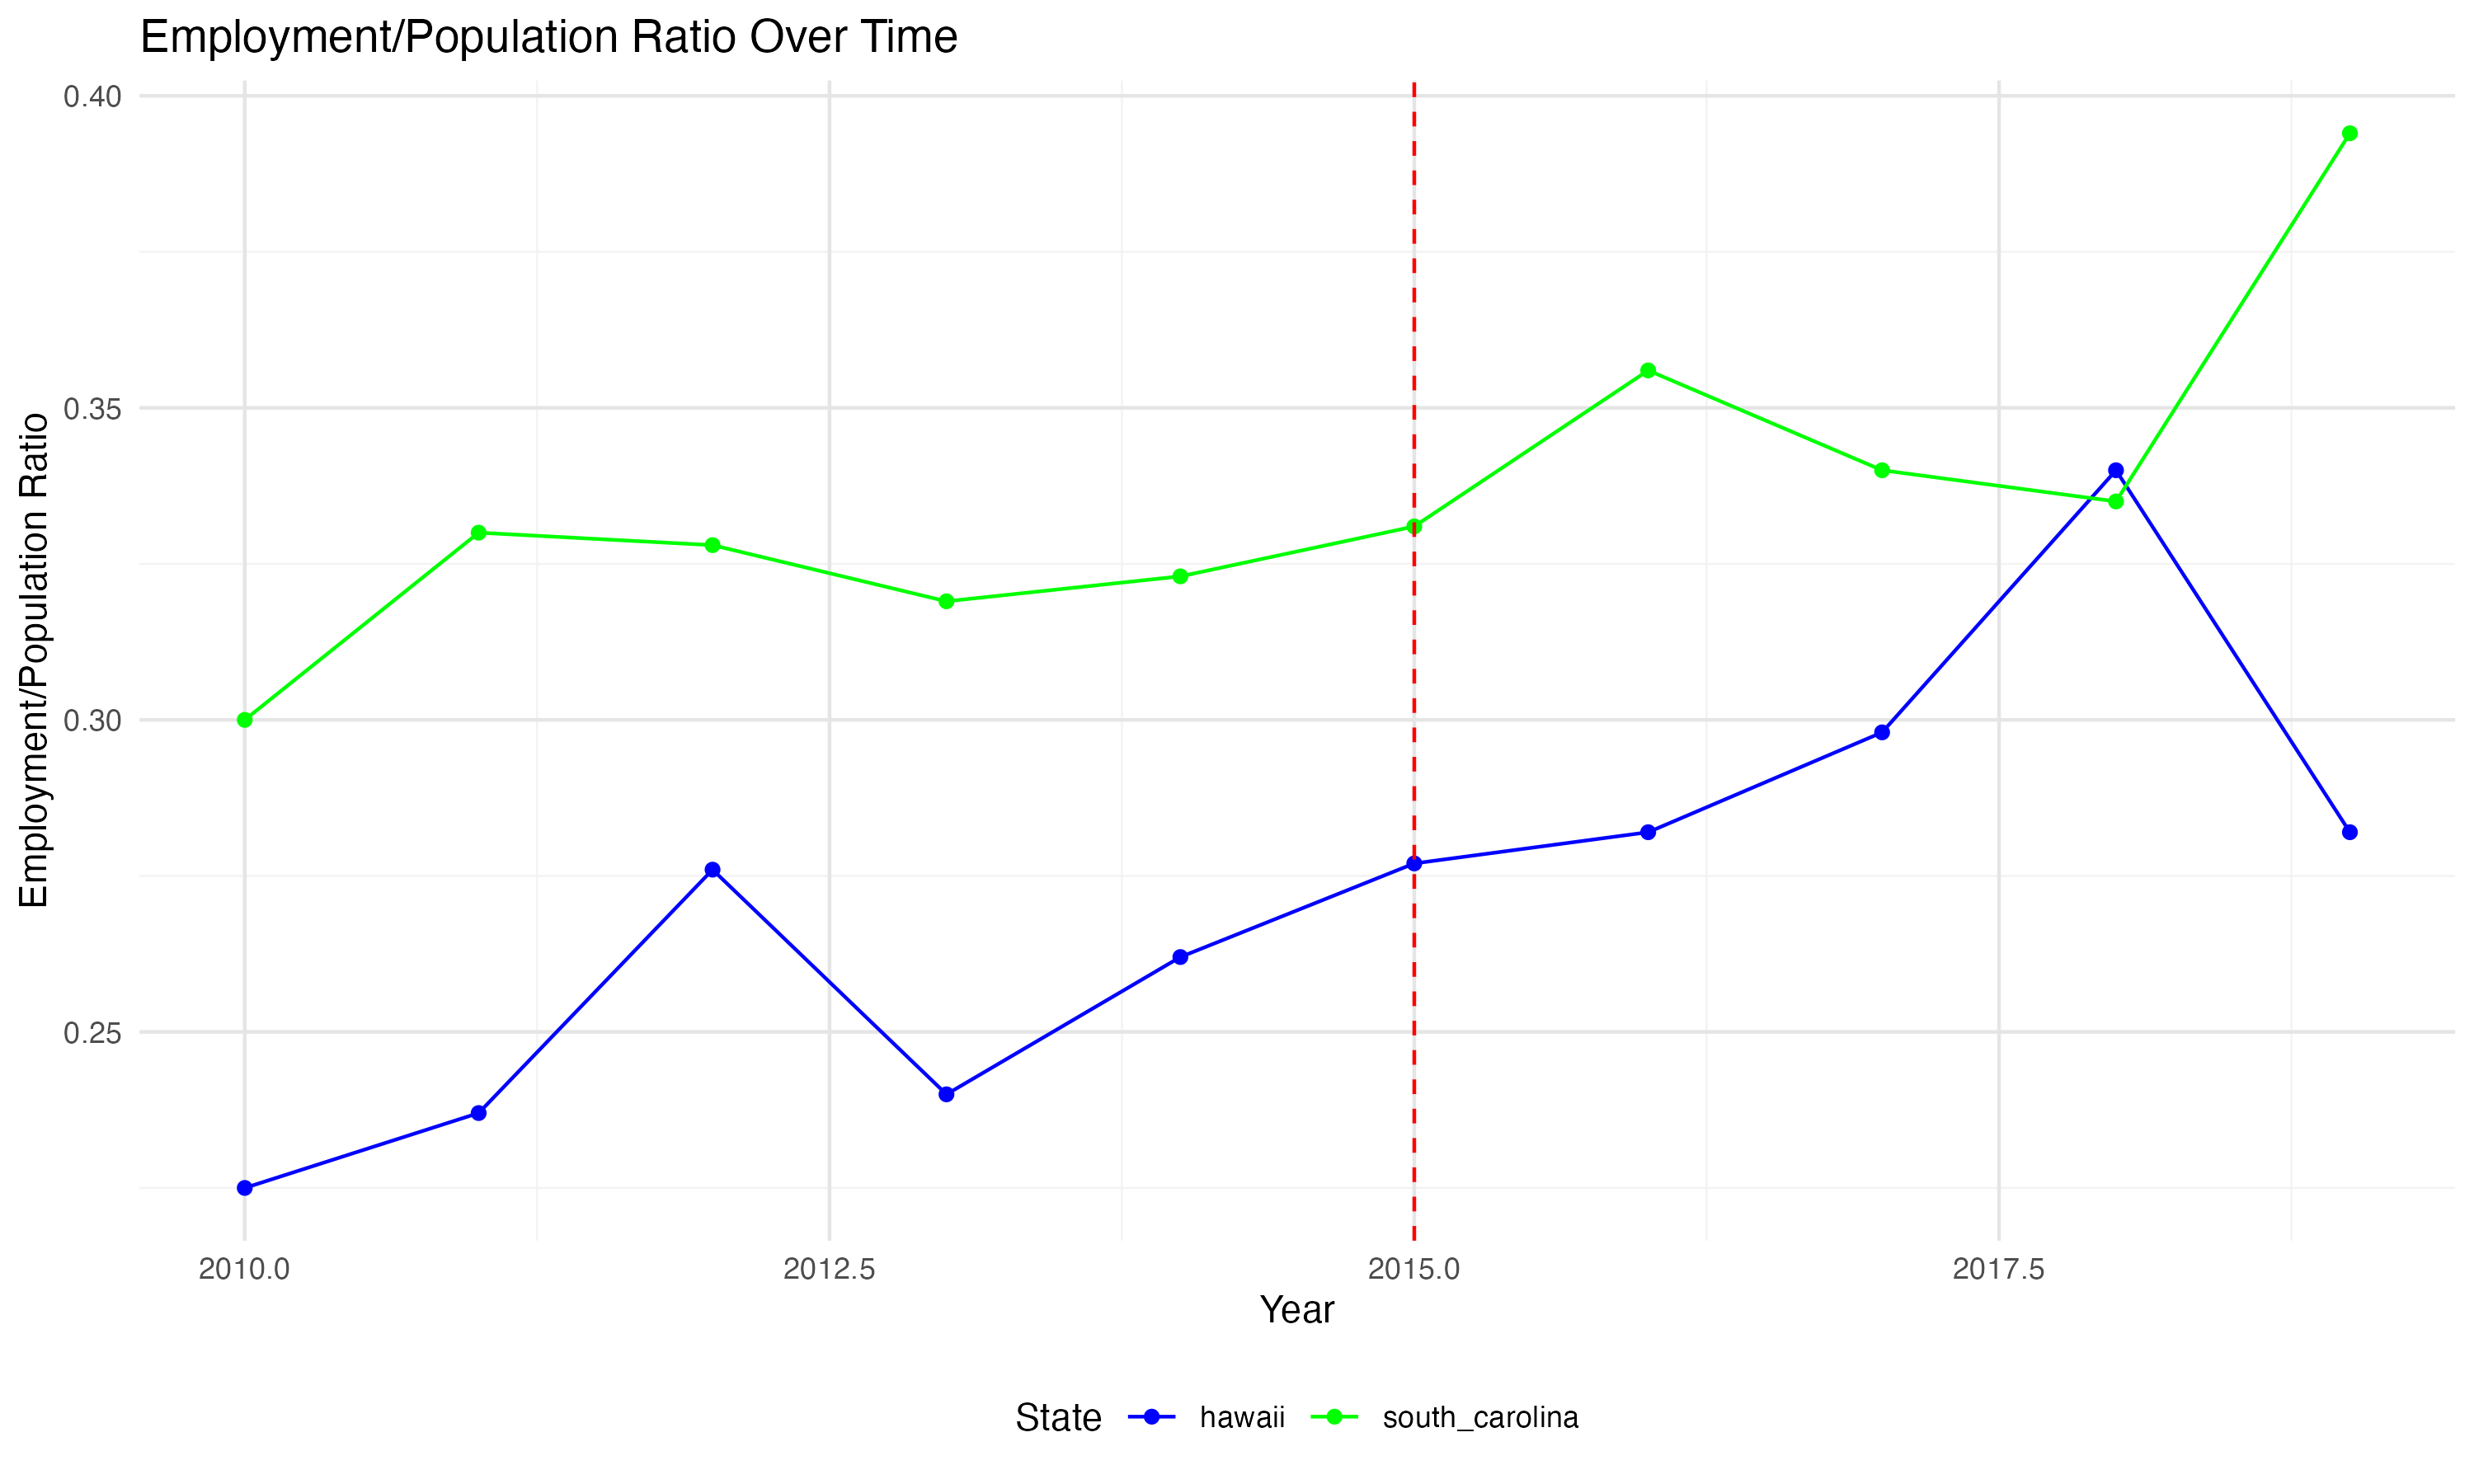 Employment/Population Ratio Over Time
Employment/Population Ratio
0.40
0.35
0.30
0.25
2010.0 2012.5 2015.0 2017.5
Year
State hawaii south_carolina